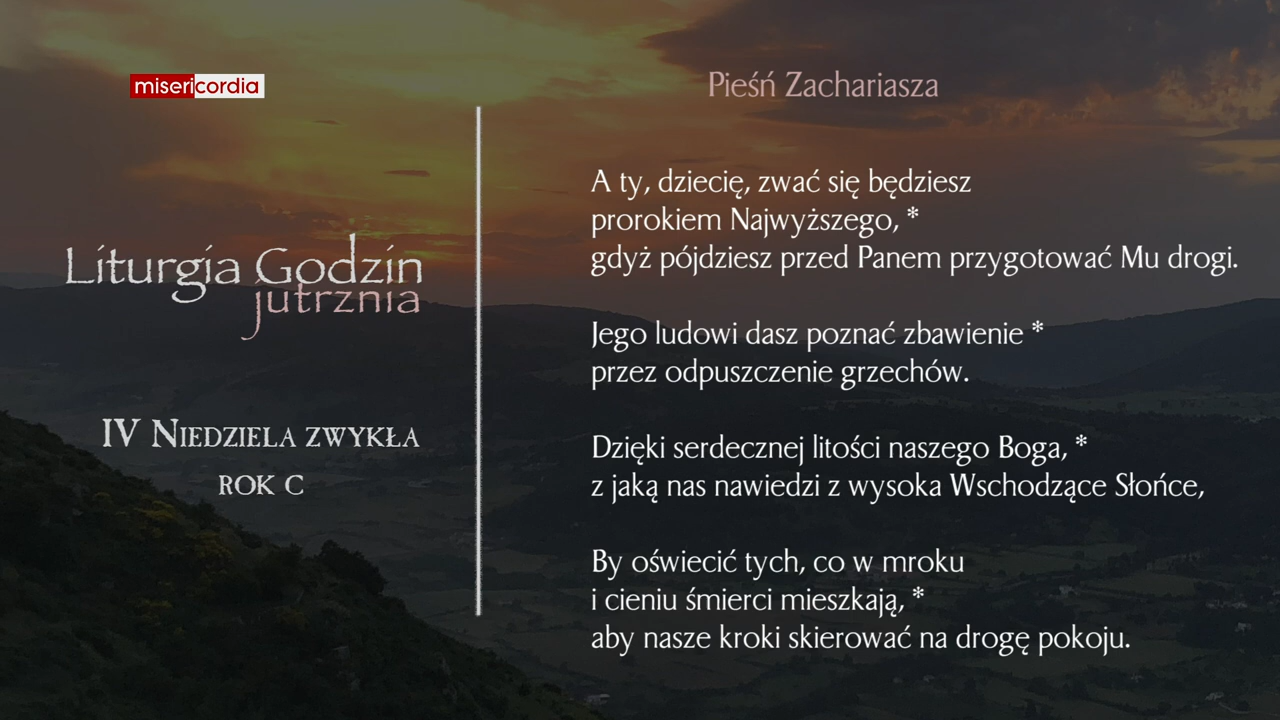 misericordia
Liturgia Godzin
jutrznia
IV Niedziela zwykła
rok C
Pieśń Zachariasza
A ty, dziecię, zwać się będziesz
prorokiem Najwyższego, *
gdyż pójdziesz przed Panem przygotować Mu drogi.
Jego ludowi dasz poznać zbawienie *
przez odpuszczenie grzechów.
Dzięki serdecznej litości naszego Boga, *
z jaką nas nawiedzi z wysoka Wschodzące Słońce,
By oświecić tych, co w mroku
i cieniu śmierci mieszkają, *
aby nasze kroki skierować na drogę pokoju.